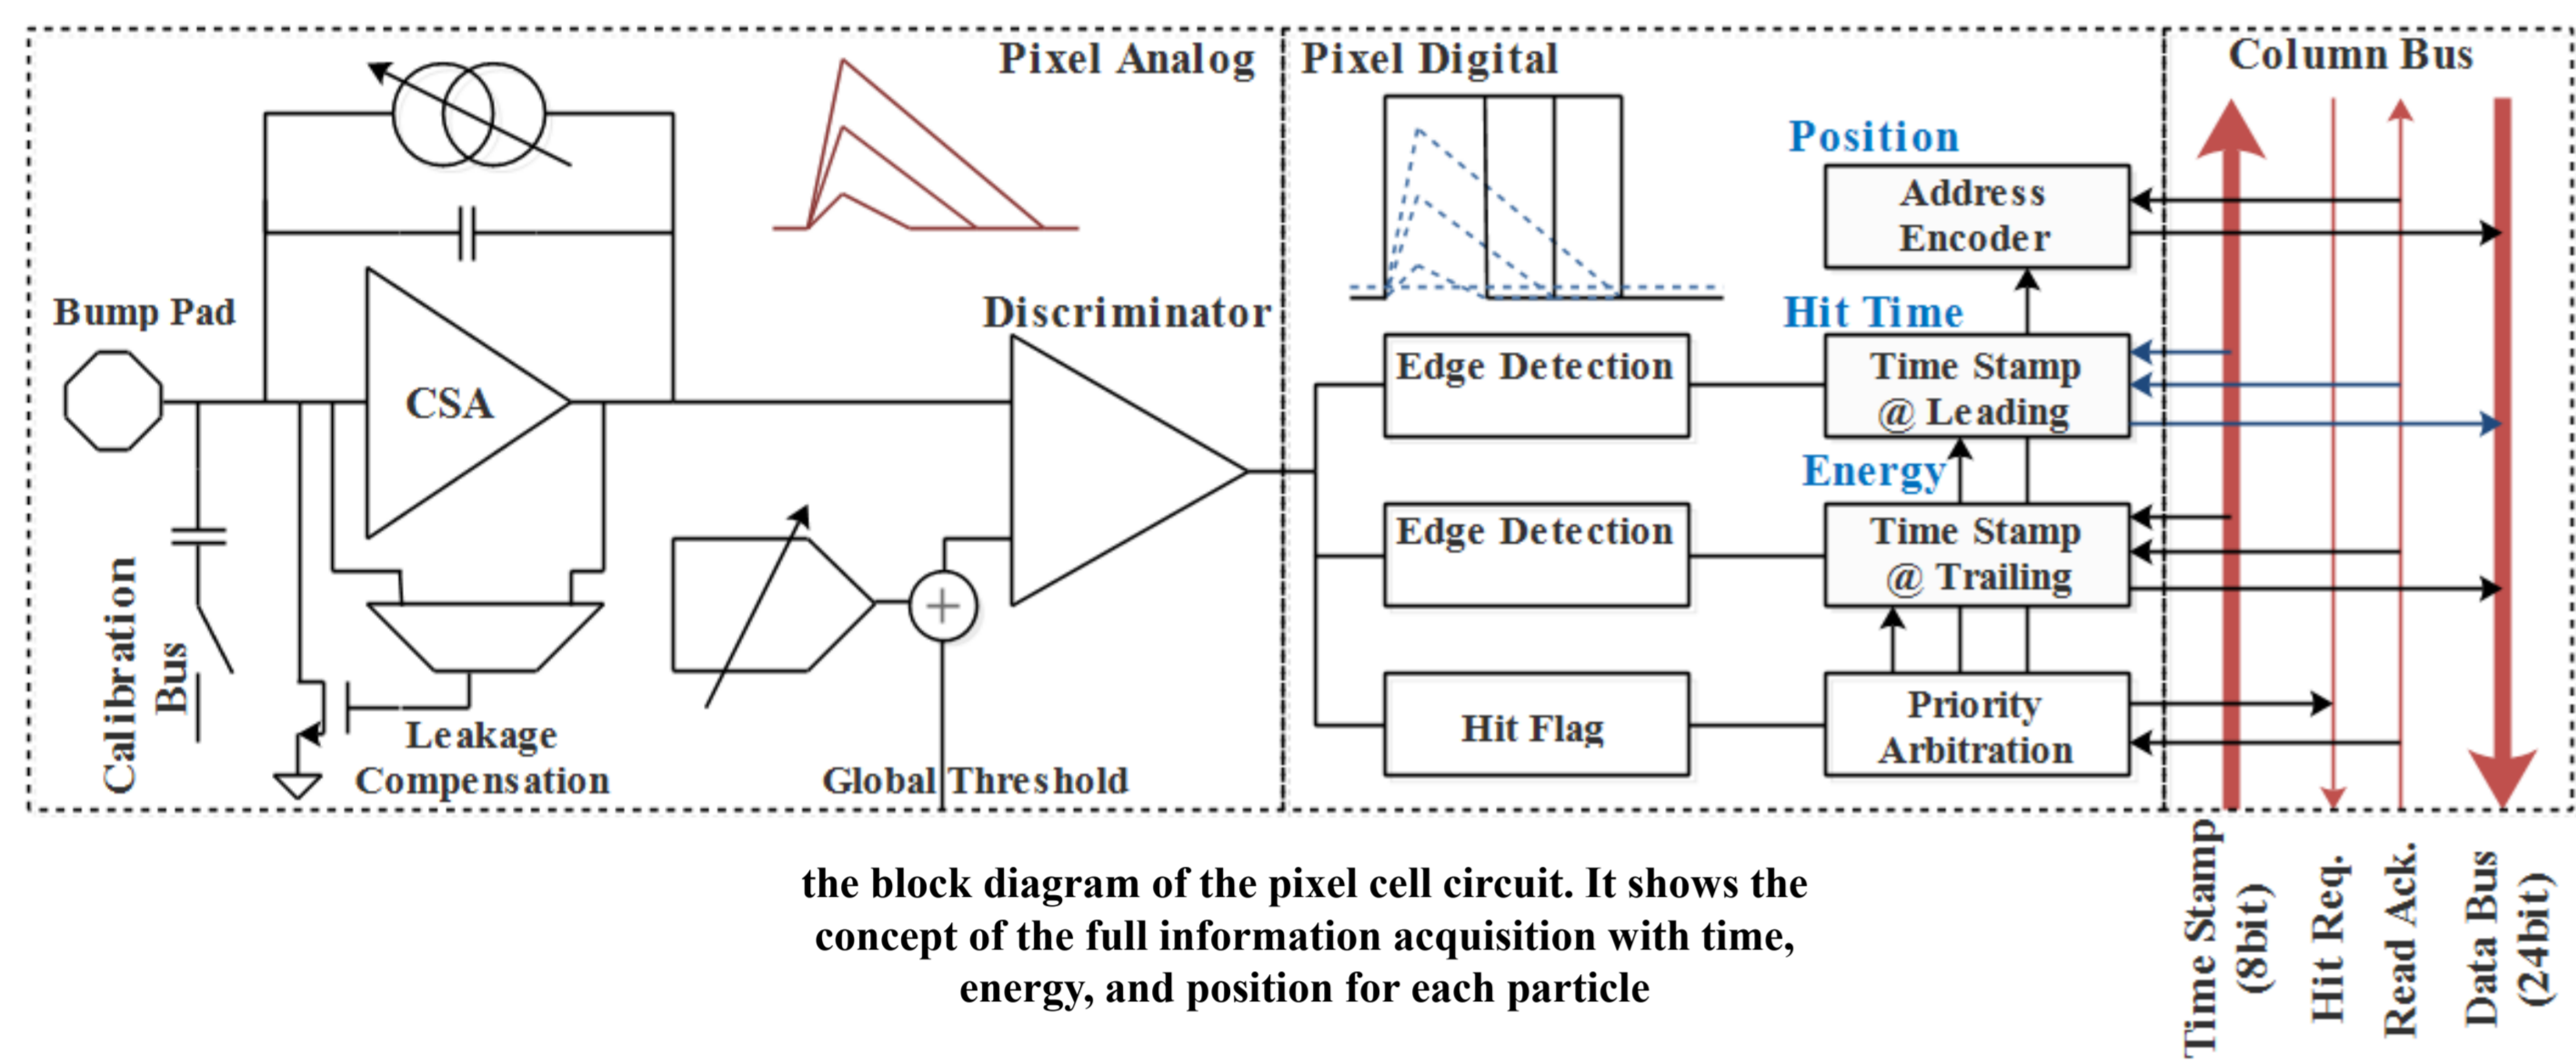 Pixel Analog
Pixel Digital
Column Bus
Position
Address
Encoder
Bump Pad
Discriminator
Hit Time
CSA
Edge Detection
Time Stamp
@ Leading
Energy
Edge Detection
Time Stamp
@ Trailing
Calibration
Bus
Leakage
Compensation
Global Threshold
Hit Flag
Priority
Arbitration
Time Stamp
(8bit)
Hit Req.
Read Ack.
Data Bus
(24bit)
the block diagram of the pixel cell circuit. It shows the
concept of the full information acquisition with time,
energy, and position for each particle